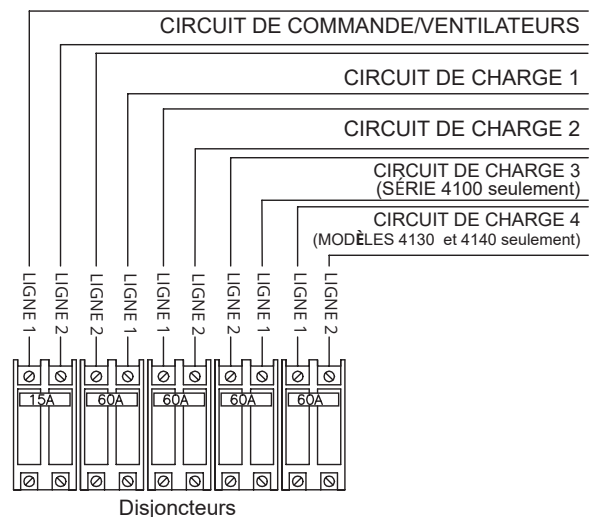 CIRCUIT DE COMMANDE/VENTILATEURS
CIRCUIT DE CHARGE 1
CIRCUIT DE CHARGE 2
CIRCUIT DE CHARGE 3
(SÉRIE 4100 seulement)
CIRCUIT DE CHARGE 4
(MODÈLES 4130 et 4140 seulement)
LIGNE 1
LIGNE 2
LIGNE 2
LIGNE 1
LIGNE 1
LIGNE 2
LIGNE 2
LIGNE 1
LIGNE 1
LIGNE 2
15A
60A
60A
60A
60A
Disjoncteurs